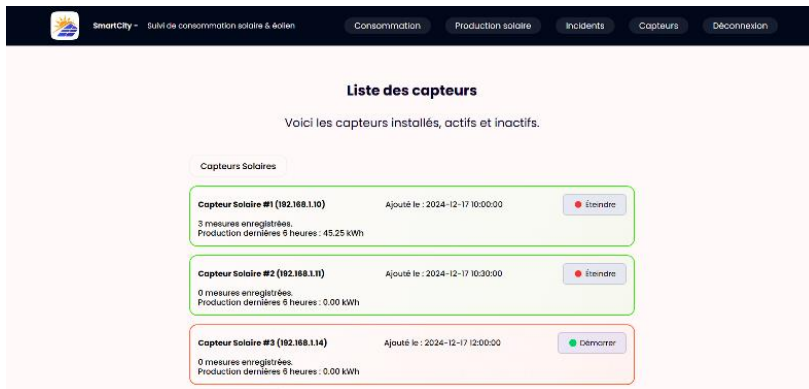 SmartCity - Suivi de consommation solaire & éolien Consommation Production solaire Incidents Capteurs Déconnexion
Liste des capteurs
Voici les capteurs installés, actifs et inactifs.
Capteurs Solaires
Capteur Solaire #1 (192.168.1.10) Ajouté le : 2024-12-17 10:00:00 Éteindre
3 mesures enregistrées.
Production dernières 6 heures : 45.25 kWh
Capteur Solaire #2 (192.168.1.11) Ajouté le : 2024-12-17 10:30:00 Éteindre
0 mesures enregistrées.
Production dernières 6 heures : 0.00 kWh
Capteur Solaire #3 (192.168.1.14) Ajouté le : 2024-12-17 12:00:00 Démarrer
0 mesures enregistrées.
Production dernières 6 heures : 0.00 kWh